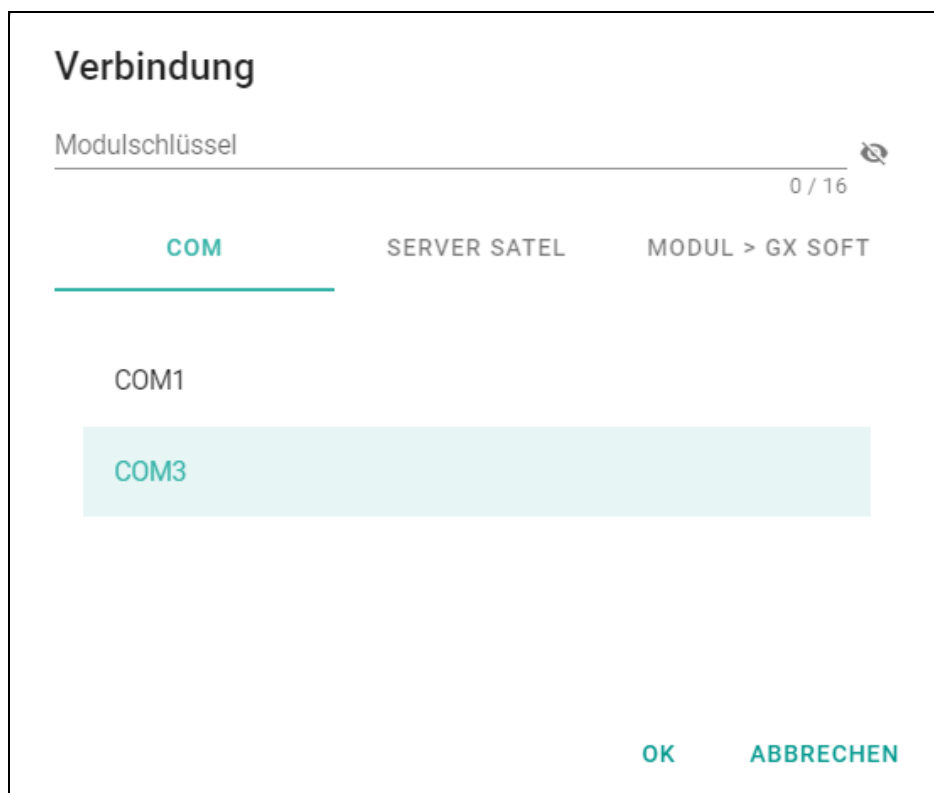 Verbindung
Modulschlüssel
0 / 16
COM SERVER SATEL MODUL > GX SOFT
COM1
COM3
OK ABBRECHEN